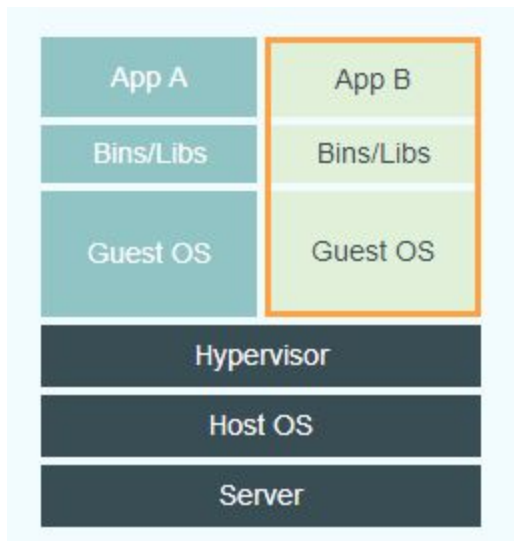 App A
App B
Bins/Libs
Bins/Libs
Guest OS
Guest OS
Hypervisor
Host OS
Server